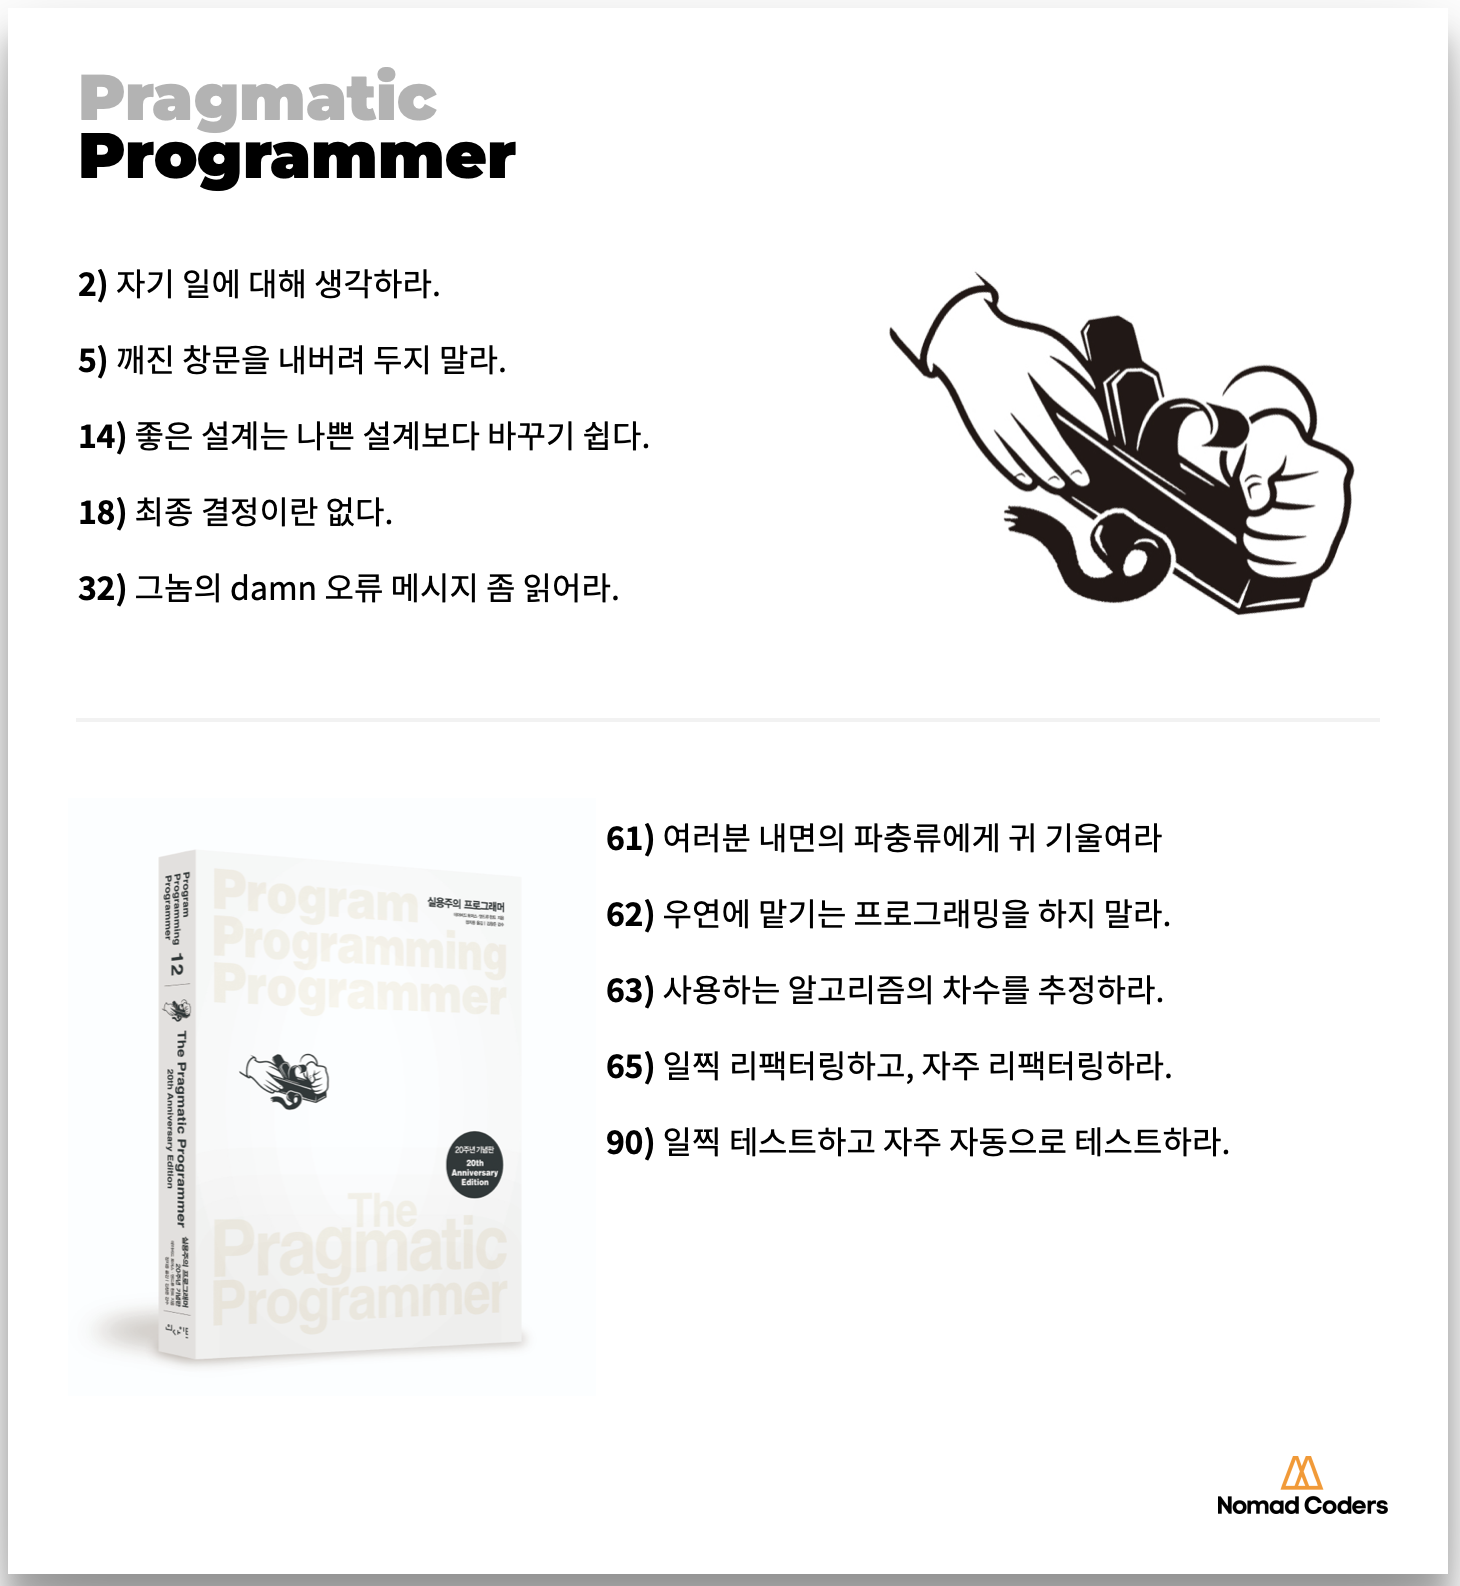 Pragmatic
Programmer
2) 자기 일에 대해 생각하라.
5) 깨진 창문을 내버려 두지 말라.
14) 좋은 설계는 나쁜 설계보다 바꾸기 쉽다.
18) 최종 결정이란 없다.
32) 그놈의 damn 오류 메시지 좀 읽어라.
61) 여러분 내면의 파충류에게 귀 기울여라
62) 우연에 맡기는 프로그래밍을 하지 말라.
63) 사용하는 알고리즘의 차수를 추정하라.
65) 일찍 리팩터링하고, 자주 리팩터링하라.
90) 일찍 테스트하고 자주 자동으로 테스트하라.
Program
Programming
Programmer
12
The Pragmatic Programmer
20th Anniversary Edition
실용주의 프로그래머
20주년 기념판
Program
Programming
Programmer
실용주의 프로그래머
20주년 기념판
20th
Anniversary
Edition
The
Pragmatic
Programmer
Nomad Coders